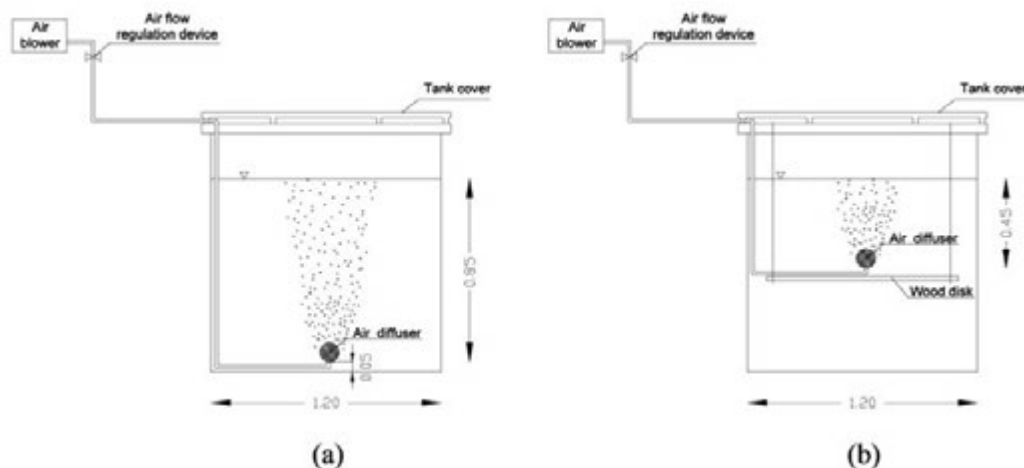 Air
blower
Air flow
regulation device
Tank cover
0.85
Air diffuser
0.05
1.20
(a)
Air
blower
Air flow
regulation device
Tank cover
0.45
Air diffuser
Wood disk
1.20
(b)